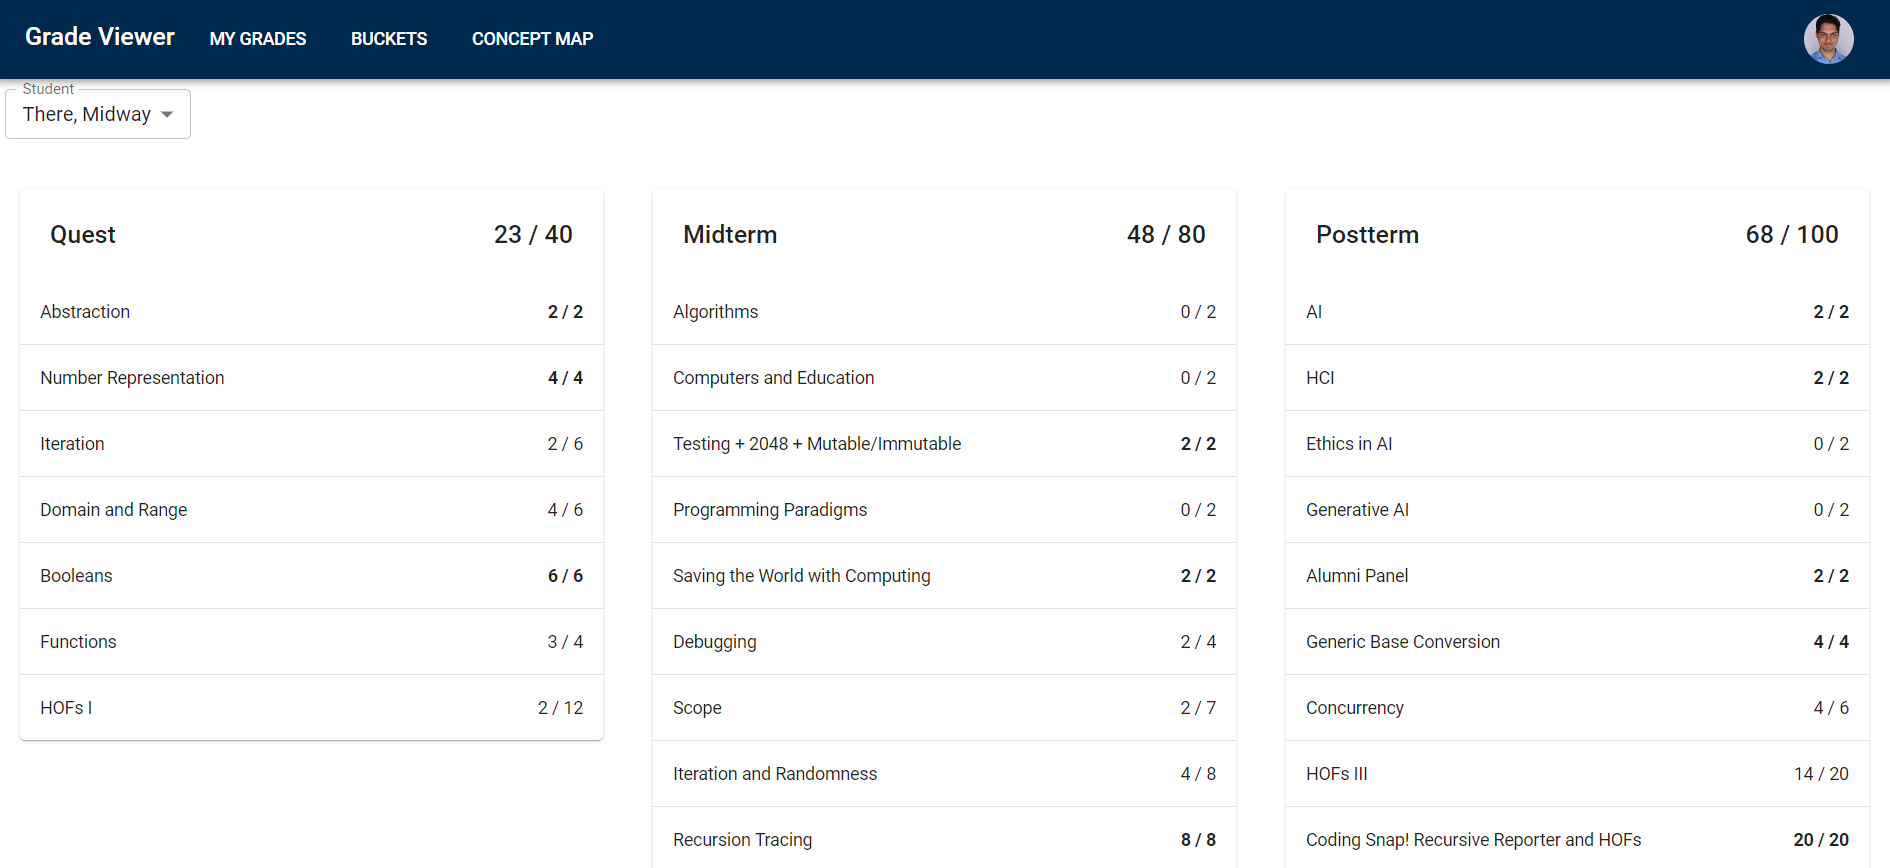 Grade Viewer MY GRADES BUCKETS CONCEPT MAP
Student
There, Midway
Quest 23 / 40
Abstraction 2 / 2
Number Representation 4 / 4
Iteration 2 / 6
Domain and Range 4 / 6
Booleans 6 / 6
Functions 3 / 4
HOFs I 2 / 12
Midterm 48 / 80
Algorithms 0 / 2
Computers and Education 0 / 2
Testing + 2048 + Mutable/Immutable 2 / 2
Programming Paradigms 0 / 2
Saving the World with Computing 2 / 2
Debugging 2 / 4
Scope 2 / 7
Iteration and Randomness 4 / 8
Recursion Tracing 8 / 8
Postterm 68 / 100
AI 2 / 2
HCI 2 / 2
Ethics in AI 0 / 2
Generative AI 0 / 2
Alumni Panel 2 / 2
Generic Base Conversion 4 / 4
Concurrency 4 / 6
HOFs III 14 / 20
Coding Snap! Recursive Reporter and HOFs 20 / 20